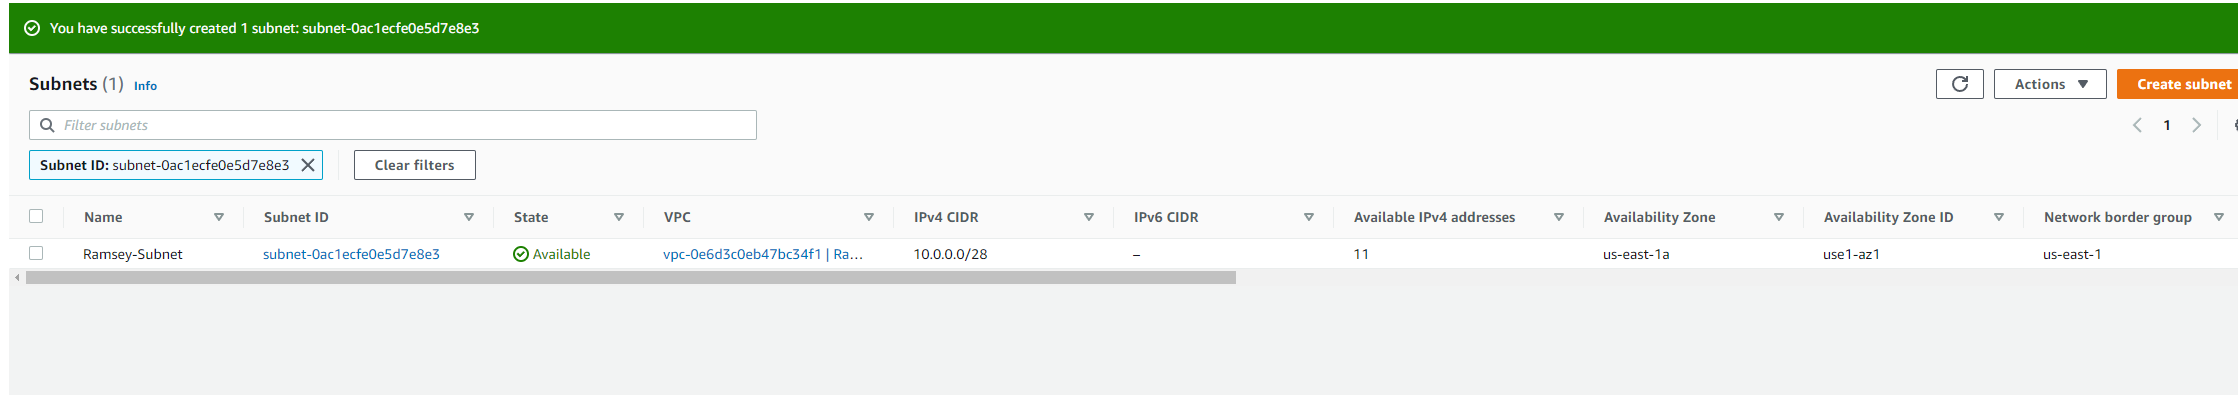 You have successfully created 1 subnet: subnet-0ac1ecfe0e5d7e8e3
Subnets (1) Info
Actions
Create subnet
Filter subnets
1
Subnet ID: subnet-0ac1ecfe0e5d7e8e3
Clear filters
Name Subnet ID State VPC IPv4 CIDR IPv6 CIDR Available IPv4 addresses Availability Zone Availability Zone ID Network border group
Ramsey-Subnet subnet-0ac1ecfe0e5d7e8e3 Available vpc-0e6d3c0eb47bc34f1 | Ra... 10.0.0.0/28 – 11 us-east-1a use1-az1 us-east-1